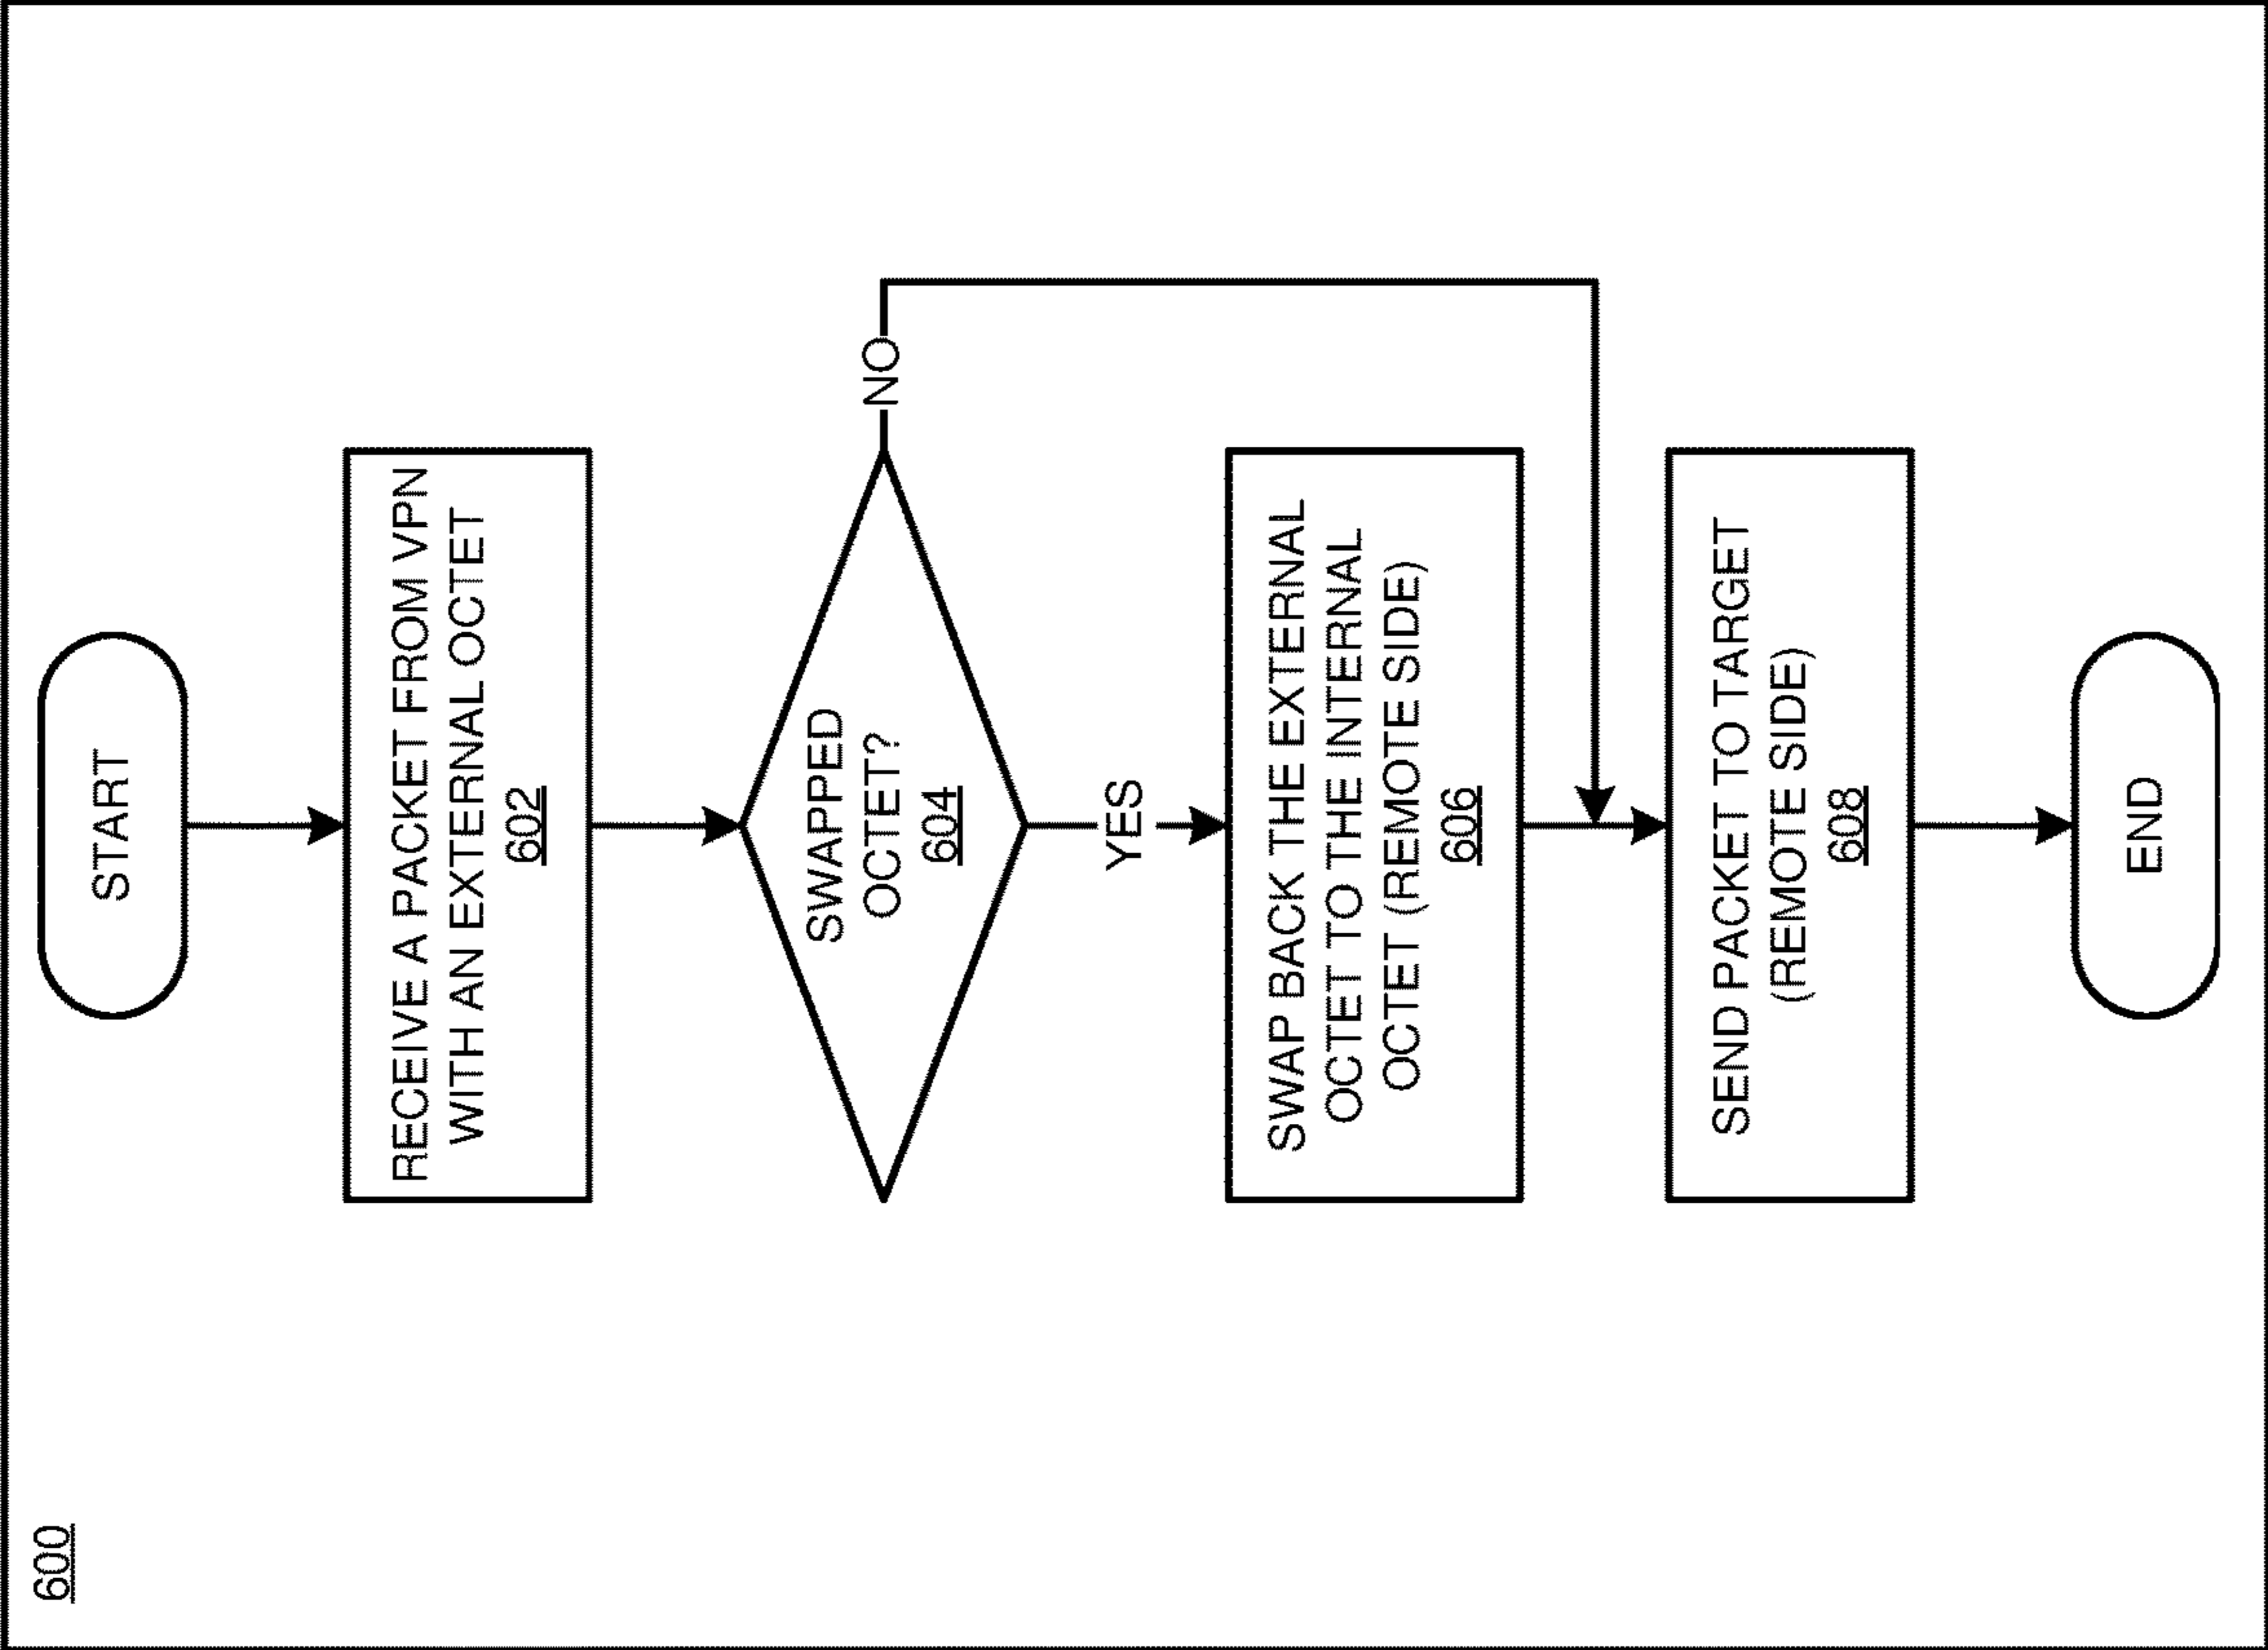 600
START
RECEIVE A PACKET FROM VPN
WITH AN EXTERNAL OCTET
602
SWAPPED
OCTET?
604
NO
YES
SWAP BACK THE EXTERNAL
OCTET TO THE INTERNAL
OCTET (REMOTE SIDE)
606
SEND PACKET TO TARGET
(REMOTE SIDE)
608
END